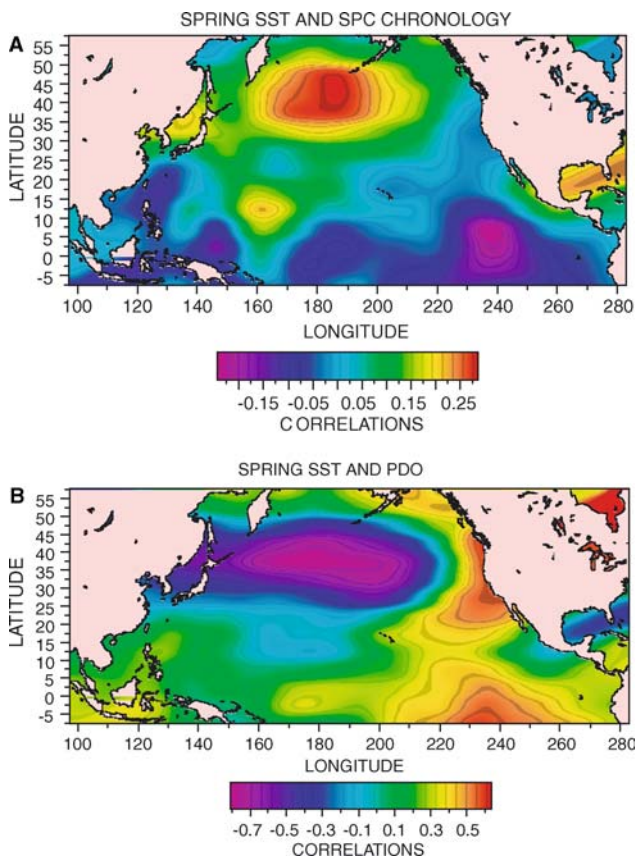 SPRING SST AND SPC CHRONOLOGY
A
LATITUDE
55
50
45
40
35
30
25
20
15
10
5
0
-5
100 120 140 160 180 200 220 240 260 280
LONGITUDE
-0.15 -0.05 0.05 0.15 0.25
CORRELATIONS
SPRING SST AND PDO
B
LATITUDE
55
50
45
40
35
30
25
20
15
10
5
0
-5
100 120 140 160 180 200 220 240 260 280
LONGITUDE
-0.7 -0.5 -0.3 -0.1 0.1 0.3 0.5
CORRELATIONS